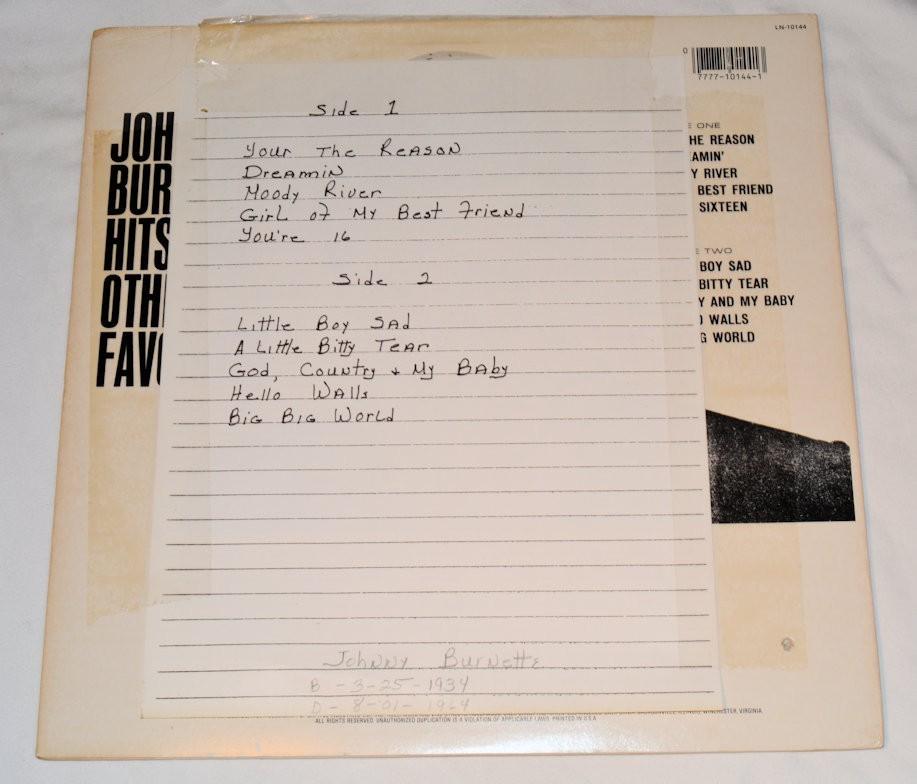 LN-10144
0
7777-10144-1
JOH
BUR
HITS
OTH
FAV
Side 1
Your The Reason
Dreamin
Moody River
Girl of My Best Friend
You're 16
Side 2
Little Boy Sad
A Little Bitty Tear
God, Country + My Baby
Hello Walls
Big Big World
Johnny Burnette
B - 3-25-1934
D - 8-01-1964
E ONE
HE REASON
AMIN'
Y RIVER
BEST FRIEND
SIXTEEN
E TWO
BOY SAD
BITTY TEAR
Y AND MY BABY
O WALLS
G WORLD
WINCHESTER, VIRGINIA
ALL RIGHTS RESERVED. UNAUTHORIZED DUPLICATION IS A VIOLATION OF APPLICABLE LAWS. PRINTED IN U.S.A.